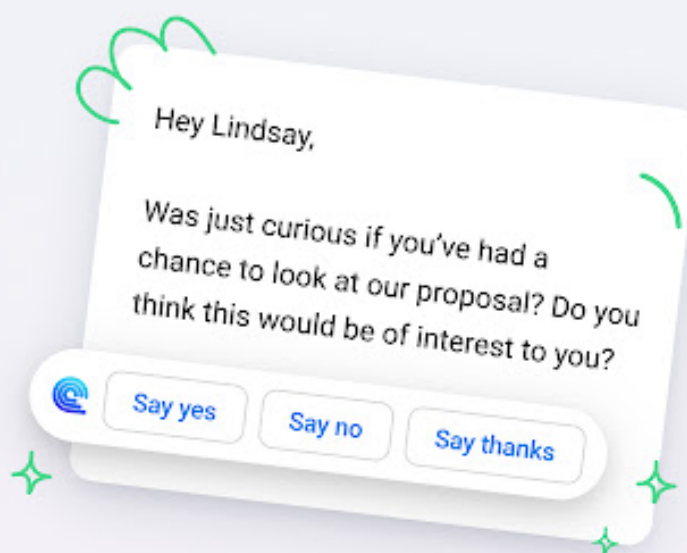 Hey Lindsay,
Was just curious if you've had a
chance to look at our proposal? Do you
think this would be of interest to you?
Say yes
Say no
Say thanks